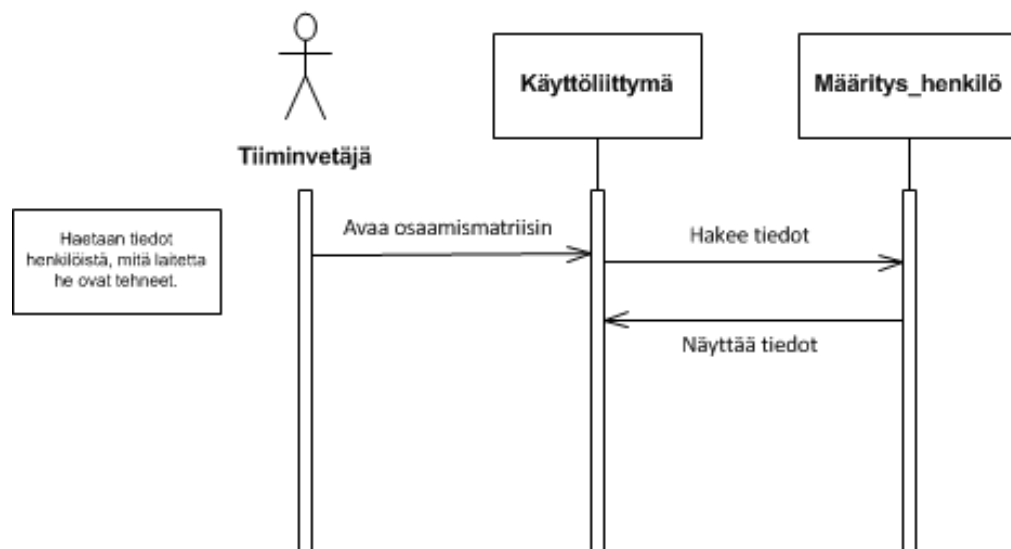 Käyttöliittymä
Määritys_henkilö
Tiiminvetäjä
Haetaan tiedot
henkilöistä, mitä laitetta
he ovat tehneet.
Avaa osaamismatriisin
Hakee tiedot
Näyttää tiedot